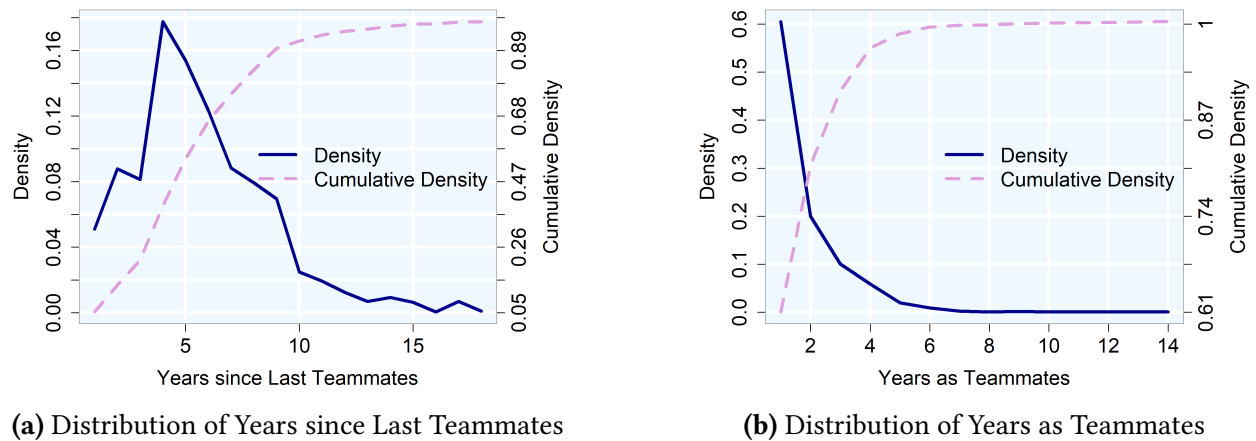 0.00 0.04 0.08 0.12 0.16
Density
0.05 0.26 0.47 0.68 0.89
Cumulative Density
Density
Cumulative Density
5 10 15
Years since Last Teammates
(a) Distribution of Years since Last Teammates
0.0 0.1 0.2 0.3 0.4 0.5 0.6
Density
0.61 0.74 0.87 1
Cumulative Density
Density
Cumulative Density
2 4 6 8 10 12 14
Years as Teammates
(b) Distribution of Years as Teammates